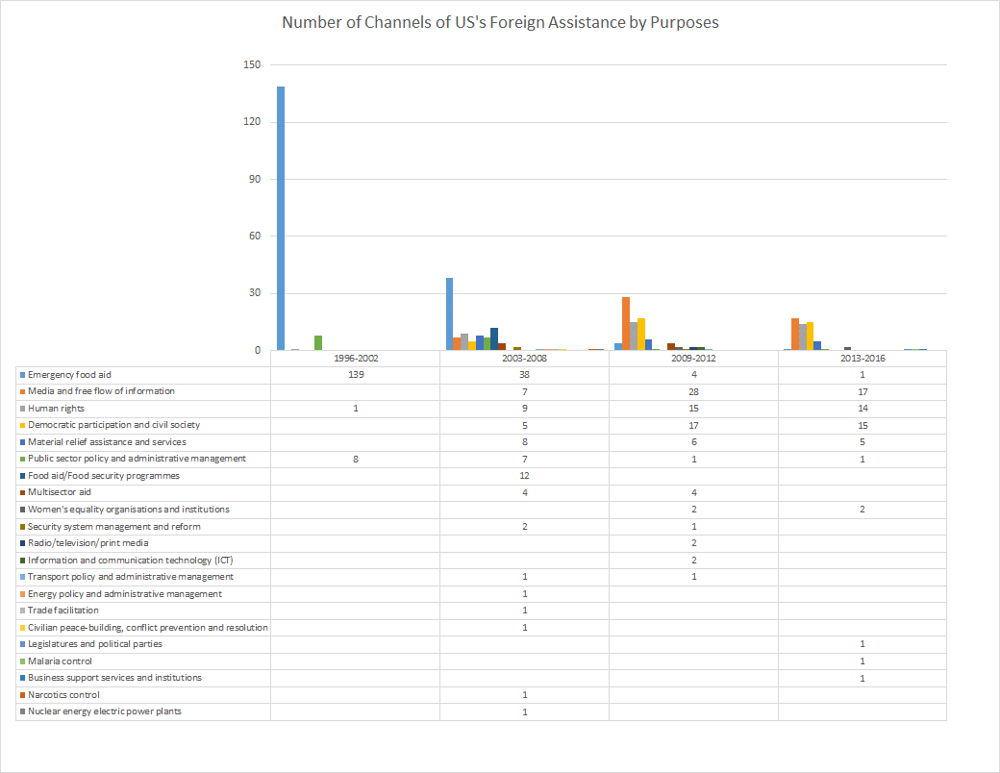 Number of Channels of US's Foreign Assistance by Purposes
150
120
90
60
30
0
1996-2002 2003-2008 2009-2012 2013-2016
Emergency food aid 139 38 4 1
Media and free flow of information 7 28 17
Human rights 1 9 15 14
Democratic participation and civil society 5 17 15
Material relief assistance and services 8 6 5
Public sector policy and administrative management 8 7 1 1
Food aid/Food security programmes 12
Multisector aid 4 4
Women's equality organisations and institutions 2 2
Security system management and reform 2 1
Radio/television/print media 2
Information and communication technology (ICT) 2
Transport policy and administrative management 1 1
Energy policy and administrative management 1
Trade facilitation 1
Civilian peace-building, conflict prevention and resolution 1
Legislatures and political parties 1
Malaria control 1
Business support services and institutions 1
Narcotics control 1
Nuclear energy electric power plants 1